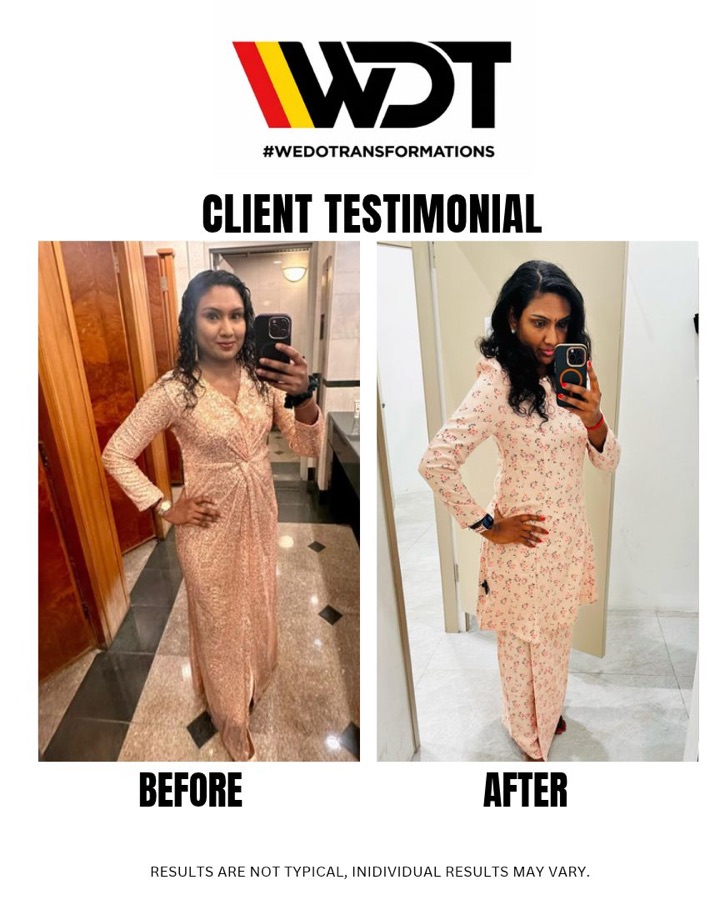 WDT
#WEDOTRANSFORMATIONS
CLIENT TESTIMONIAL
BEFORE
AFTER
RESULTS ARE NOT TYPICAL, INIDIVIDUAL RESULTS MAY VARY.